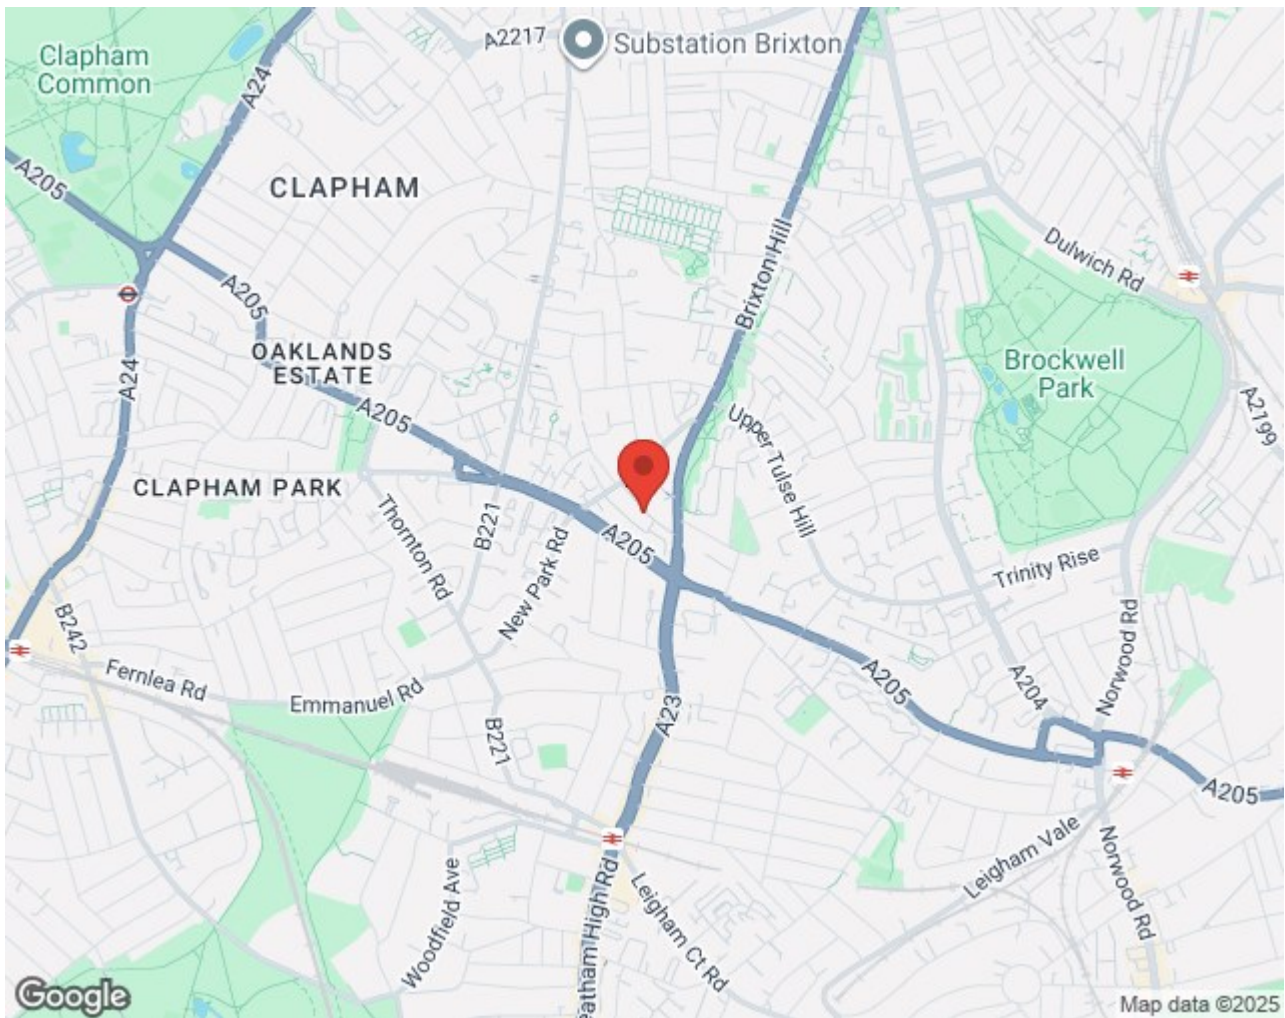 A2217
Substation Brixton
Clapham
Common
A24
A205
CLAPHAM
Dulwich Rd
Brixton Hill
A205
OAKLANDS
ESTATE
A24
Brockwell
Park
A205
A2199
Upper Tulse Hill
CLAPHAM PARK
Thornton Rd
B221
New Park Rd
A205
Trinity Rise
B242
Norwood Rd
Fernlea Rd
Emmanuel Rd
A23
A205
A204
B221
A205
Leigham Vale
Norwood Rd
Woodfield Ave
Leigham Ct Rd
eatham High Rd
Google
Map data ©2025